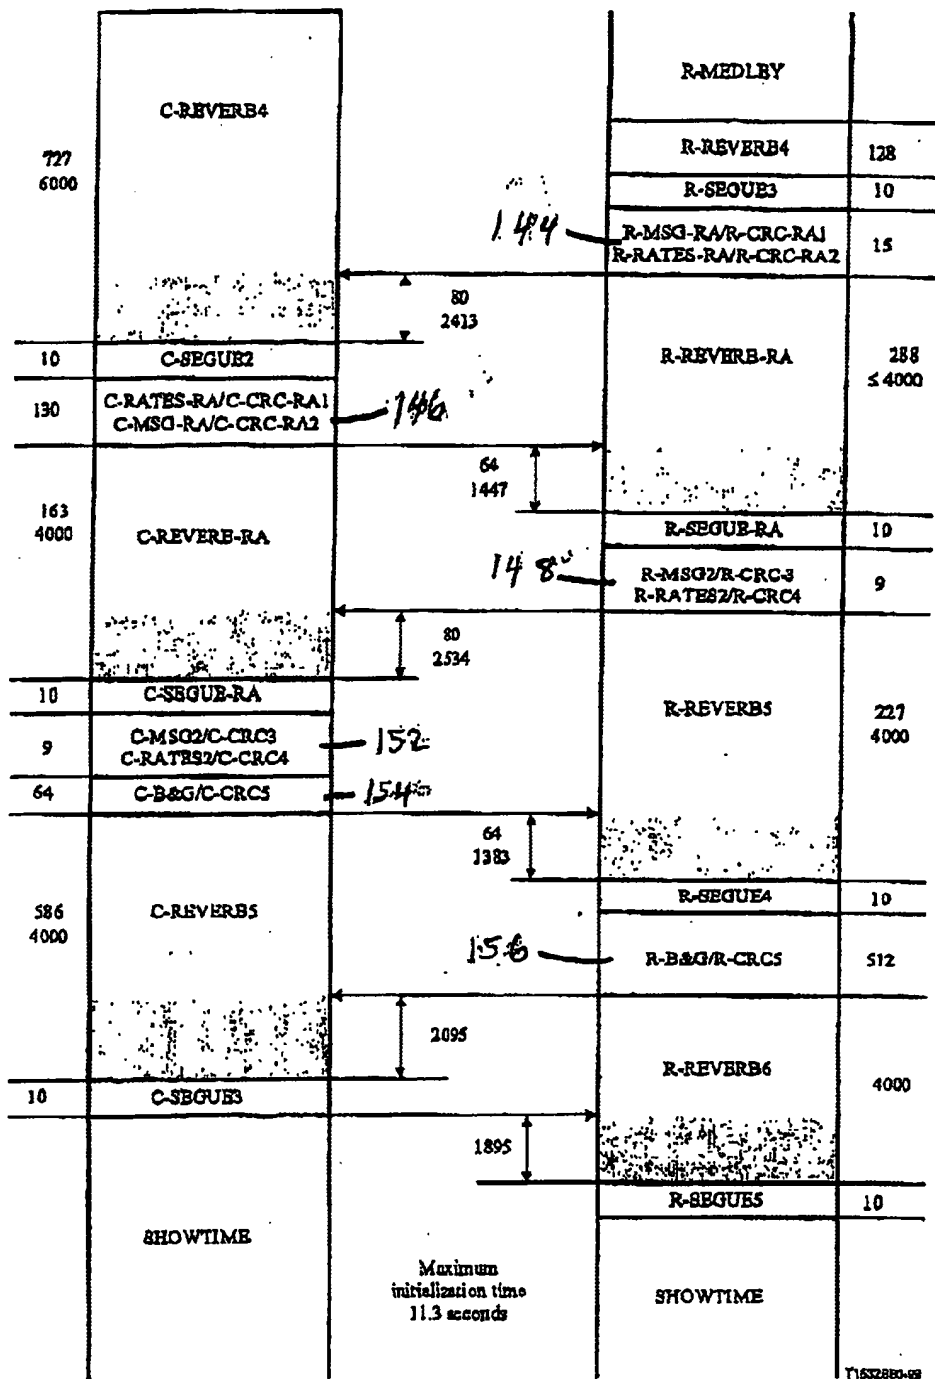 R-MEDLEY
C-REVERB4
727
6000
R-REVERB4
128
R-SEGUE3
10
144
R-MSG-RA/R-CRC-RA1
R-RATES-RA/R-CRC-RA2
15
80
2413
10
C-SEGUE2
R-REVERB-RA
288
≤ 4000
130
C-RATES-RA/C-CRC-RA1
C-MSG-RA/C-CRC-RA2
146
64
1447
163
4000
C-REVERB-RA
R-SEGUE-RA
10
148
R-MSG2/R-CRC-3
R-RATES2/R-CRC4
9
80
2534
10
C-SEGUE-RA
R-REVERB5
227
4000
9
C-MSG2/C-CRC3
C-RATES2/C-CRC4
152
64
C-B&G/C-CRC5
154
64
1383
R-SEGUE4
10
586
4000
C-REVERB5
156
R-B&G/R-CRC5
512
2095
R-REVERB6
4000
10
C-SEGUE3
1895
R-SEGUE5
10
SHOWTIME
Maximum
initialization time
11.3 seconds
SHOWTIME
T1532880-99